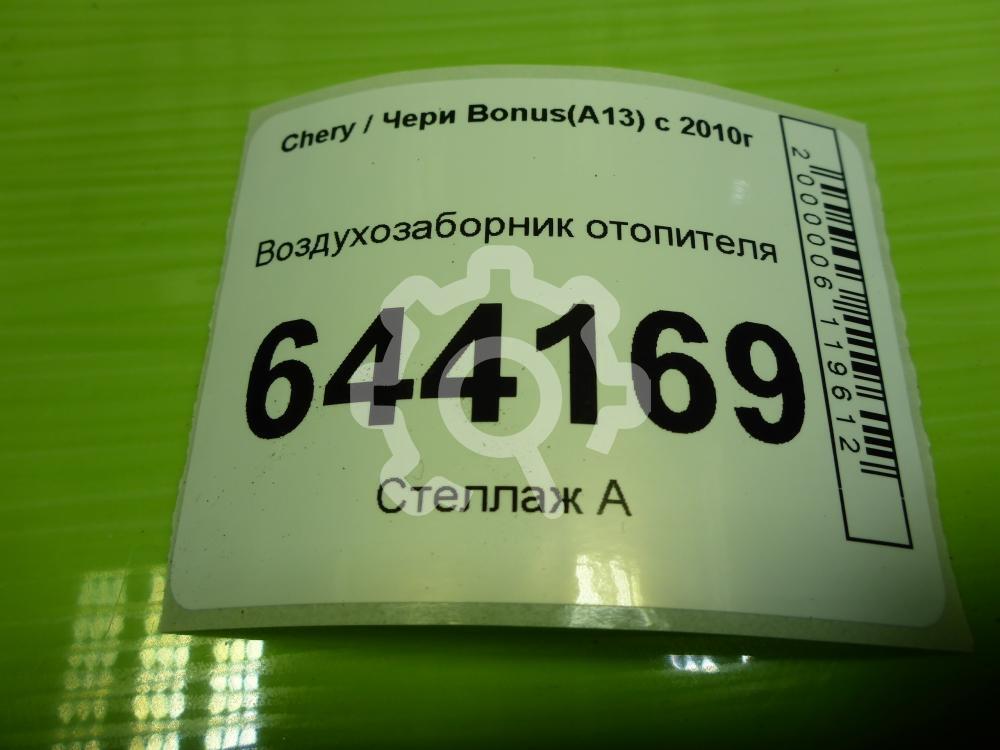 Chery / Чери Bonus(A13) с 2010г
Воздухозаборник отопителя
644169
Стеллаж А
2000006119612